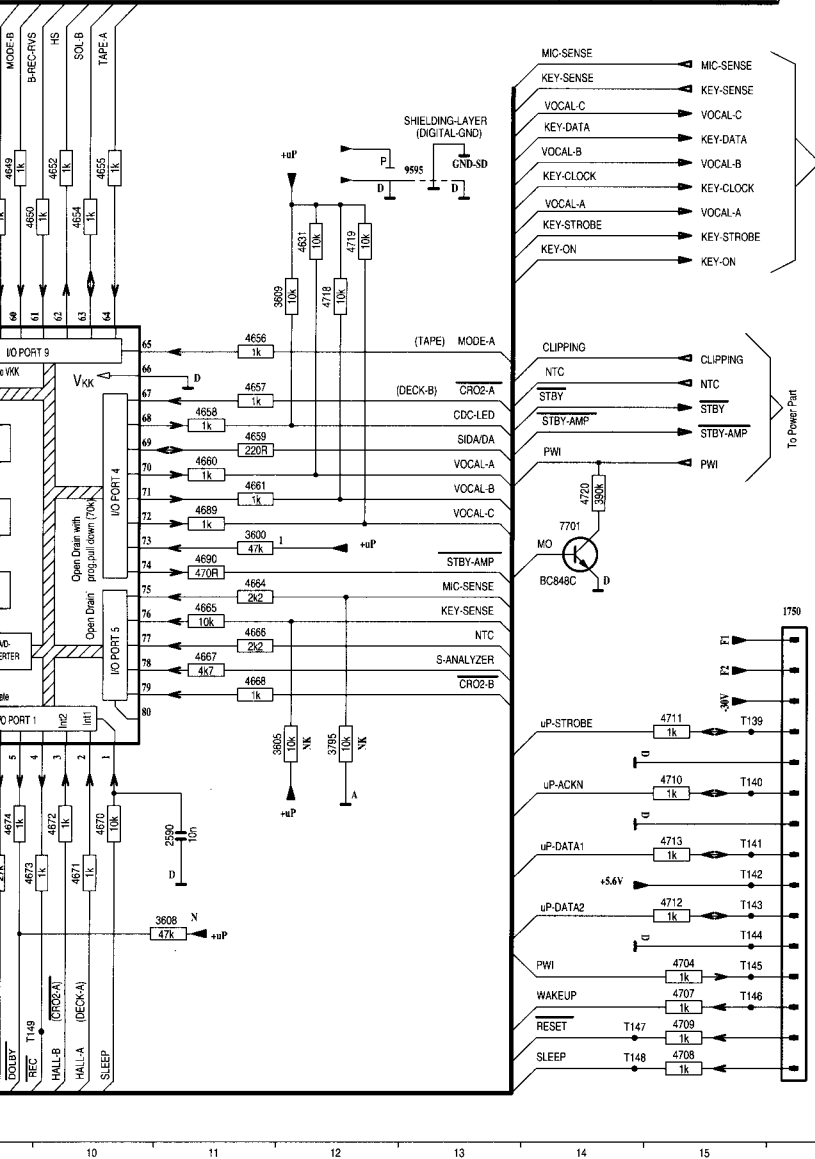 MODE-B
B-REC-RVS
HS
SOL-B
TAPE-A
4649
1k
4650
1k
4652
1k
4654
1k
4655
1k
60
61
62
63
64
SHIELDING-LAYER
(DIGITAL-GND)
+uP
P
9595
GND-SD
D
D
4631
10k
4719
10k
3609
10k
4718
10k
MIC-SENSE
MIC-SENSE
KEY-SENSE
KEY-SENSE
VOCAL-C
VOCAL-C
KEY-DATA
KEY-DATA
VOCAL-B
VOCAL-B
KEY-CLOCK
KEY-CLOCK
VOCAL-A
VOCAL-A
KEY-STROBE
KEY-STROBE
KEY-ON
KEY-ON
I/O PORT 9
VKK
VKK
D
65
4656
1k
(TAPE) MODE-A
66
67
4657
1k
(DECK-B) CRO2-A
68
4658
1k
CDC-LED
69
4659
220R
SIDA/DA
70
4660
1k
VOCAL-A
71
4661
1k
VOCAL-B
72
4689
1k
VOCAL-C
73
3600
47k
1
+uP
74
4690
470R
STBY-AMP
75
4664
2k2
MIC-SENSE
76
4665
10k
KEY-SENSE
77
4666
2k2
NTC
78
4667
4k7
S-ANALYZER
79
4668
1k
CRO2-B
80
I/O PORT 4
Open Drain with
prog.pull down (70k)
Open Drain
I/O PORT 5
CLIPPING
CLIPPING
NTC
NTC
STBY
STBY
STBY-AMP
STBY-AMP
PWI
PWI
To Power Part
4720
390k
7701
MO
BC848C
D
PORT 1
Int2
Int1
5
4
3
2
1
3605
10k
NK
+uP
3795
10k
NK
A
4674
1k
4673
1k
4672
1k
4671
1k
4670
10k
27k
2590
10n
D
3608
47k
N
+uP
DOLBY
REC
T149
HALL-B
(CRO2-A)
HALL-A
(DECK-A)
SLEEP
1750
F1
F2
-30V
uP-STROBE
4711
1k
T139
D
uP-ACKN
4710
1k
T140
D
uP-DATA1
4713
1k
T141
+5.6V
T142
uP-DATA2
4712
1k
T143
D
T144
PWI
4704
1k
T145
WAKEUP
4707
1k
T146
RESET
T147
4709
1k
SLEEP
T148
4708
1k
10
11
12
13
14
15